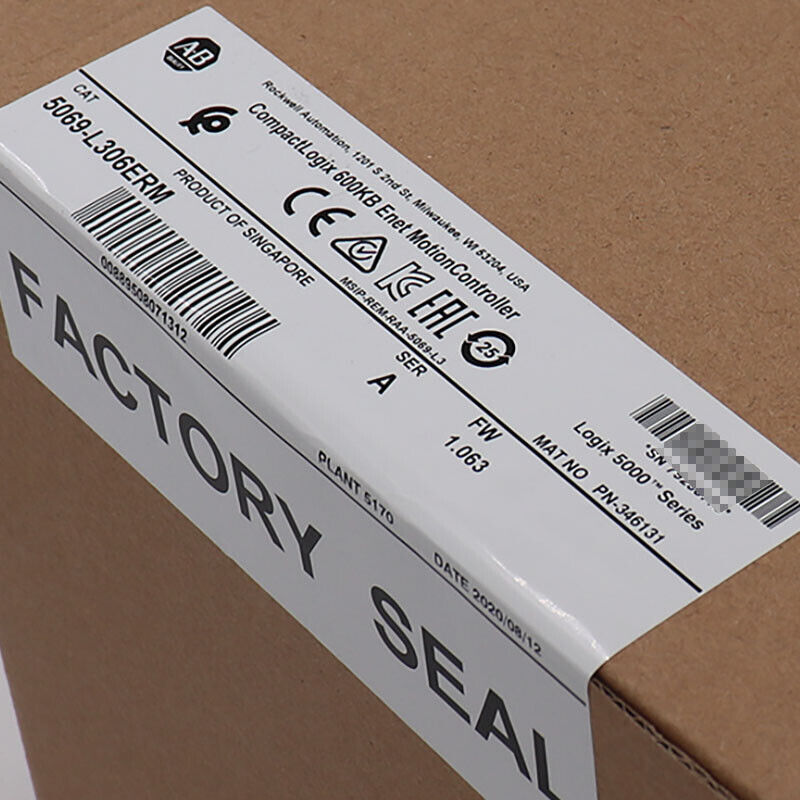 AB
Rockwell Automation, 1201 S 2nd St, Milwaukee, WI 53204, USA
CompactLogix 600KB Enet MotionController
CE
EAC
25
MSIP-REM-RAA-5069-L3
CAT
5069-L306ERM
PRODUCT OF SINGAPORE
00889508071312
SER
A
FW
1.063
Logix 5000™ Series
MAT NO PN-346131
PLANT 5170
DATE 2020/08/12
FACTORY SEAL